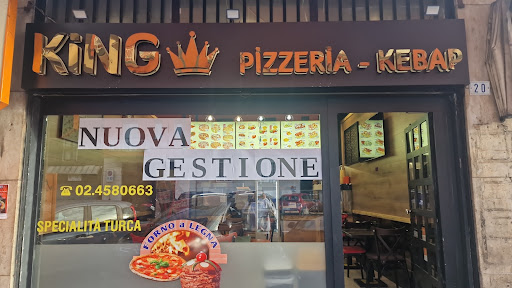 KiNG PiZZERiA - KEBAP
20
NUOVA
GESTIONE
☎ 02.4580663
SPECIALITA TURCA
FORNO a LEGNA